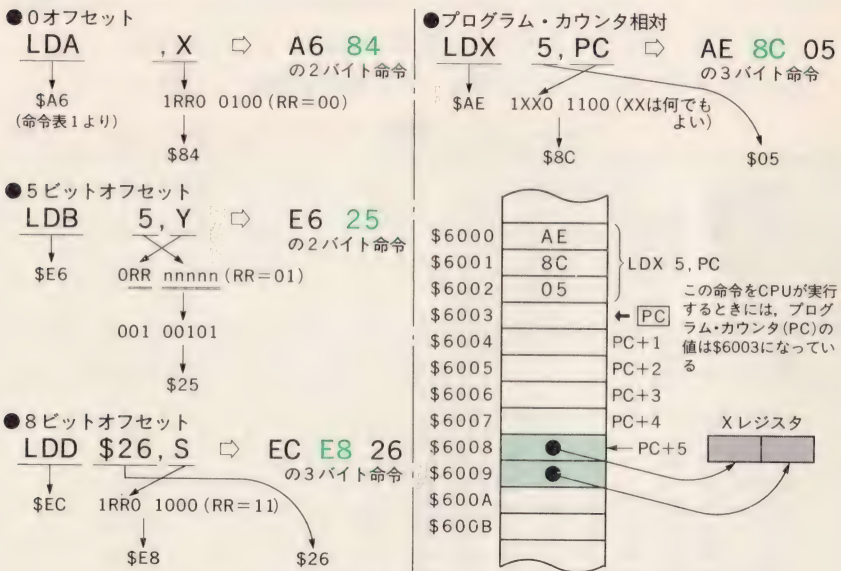 ●0オフセット
LDA ,X ⇨ A6 84
の2バイト命令
$A6 1RR0 0100 (RR=00)
(命令表1より)
$84
●5ビットオフセット
LDB 5,Y ⇨ E6 25
の2バイト命令
$E6 0RR nnnnn (RR=01)
001 00101
$25
●8ビットオフセット
LDD $26,S ⇨ EC E8 26
の3バイト命令
$EC 1RR0 1000 (RR=11)
$E8 $26
●プログラム・カウンタ相対
LDX 5,PC ⇨ AE 8C 05
の3バイト命令
$AE 1XX0 1100 (XXは何でも
よい)
$8C $05
$6000 AE
$6001 8C LDX 5,PC
$6002 05
この命令をCPUが実行
するときには,プログ
ラム・カウンタ(PC)の
値は$6003になってい
る
$6003 ← PC
$6004 PC+1
$6005 PC+2
$6006 PC+3
$6007 PC+4
Xレジスタ
$6008 ● ← PC+5
$6009 ●
$600A
$600B